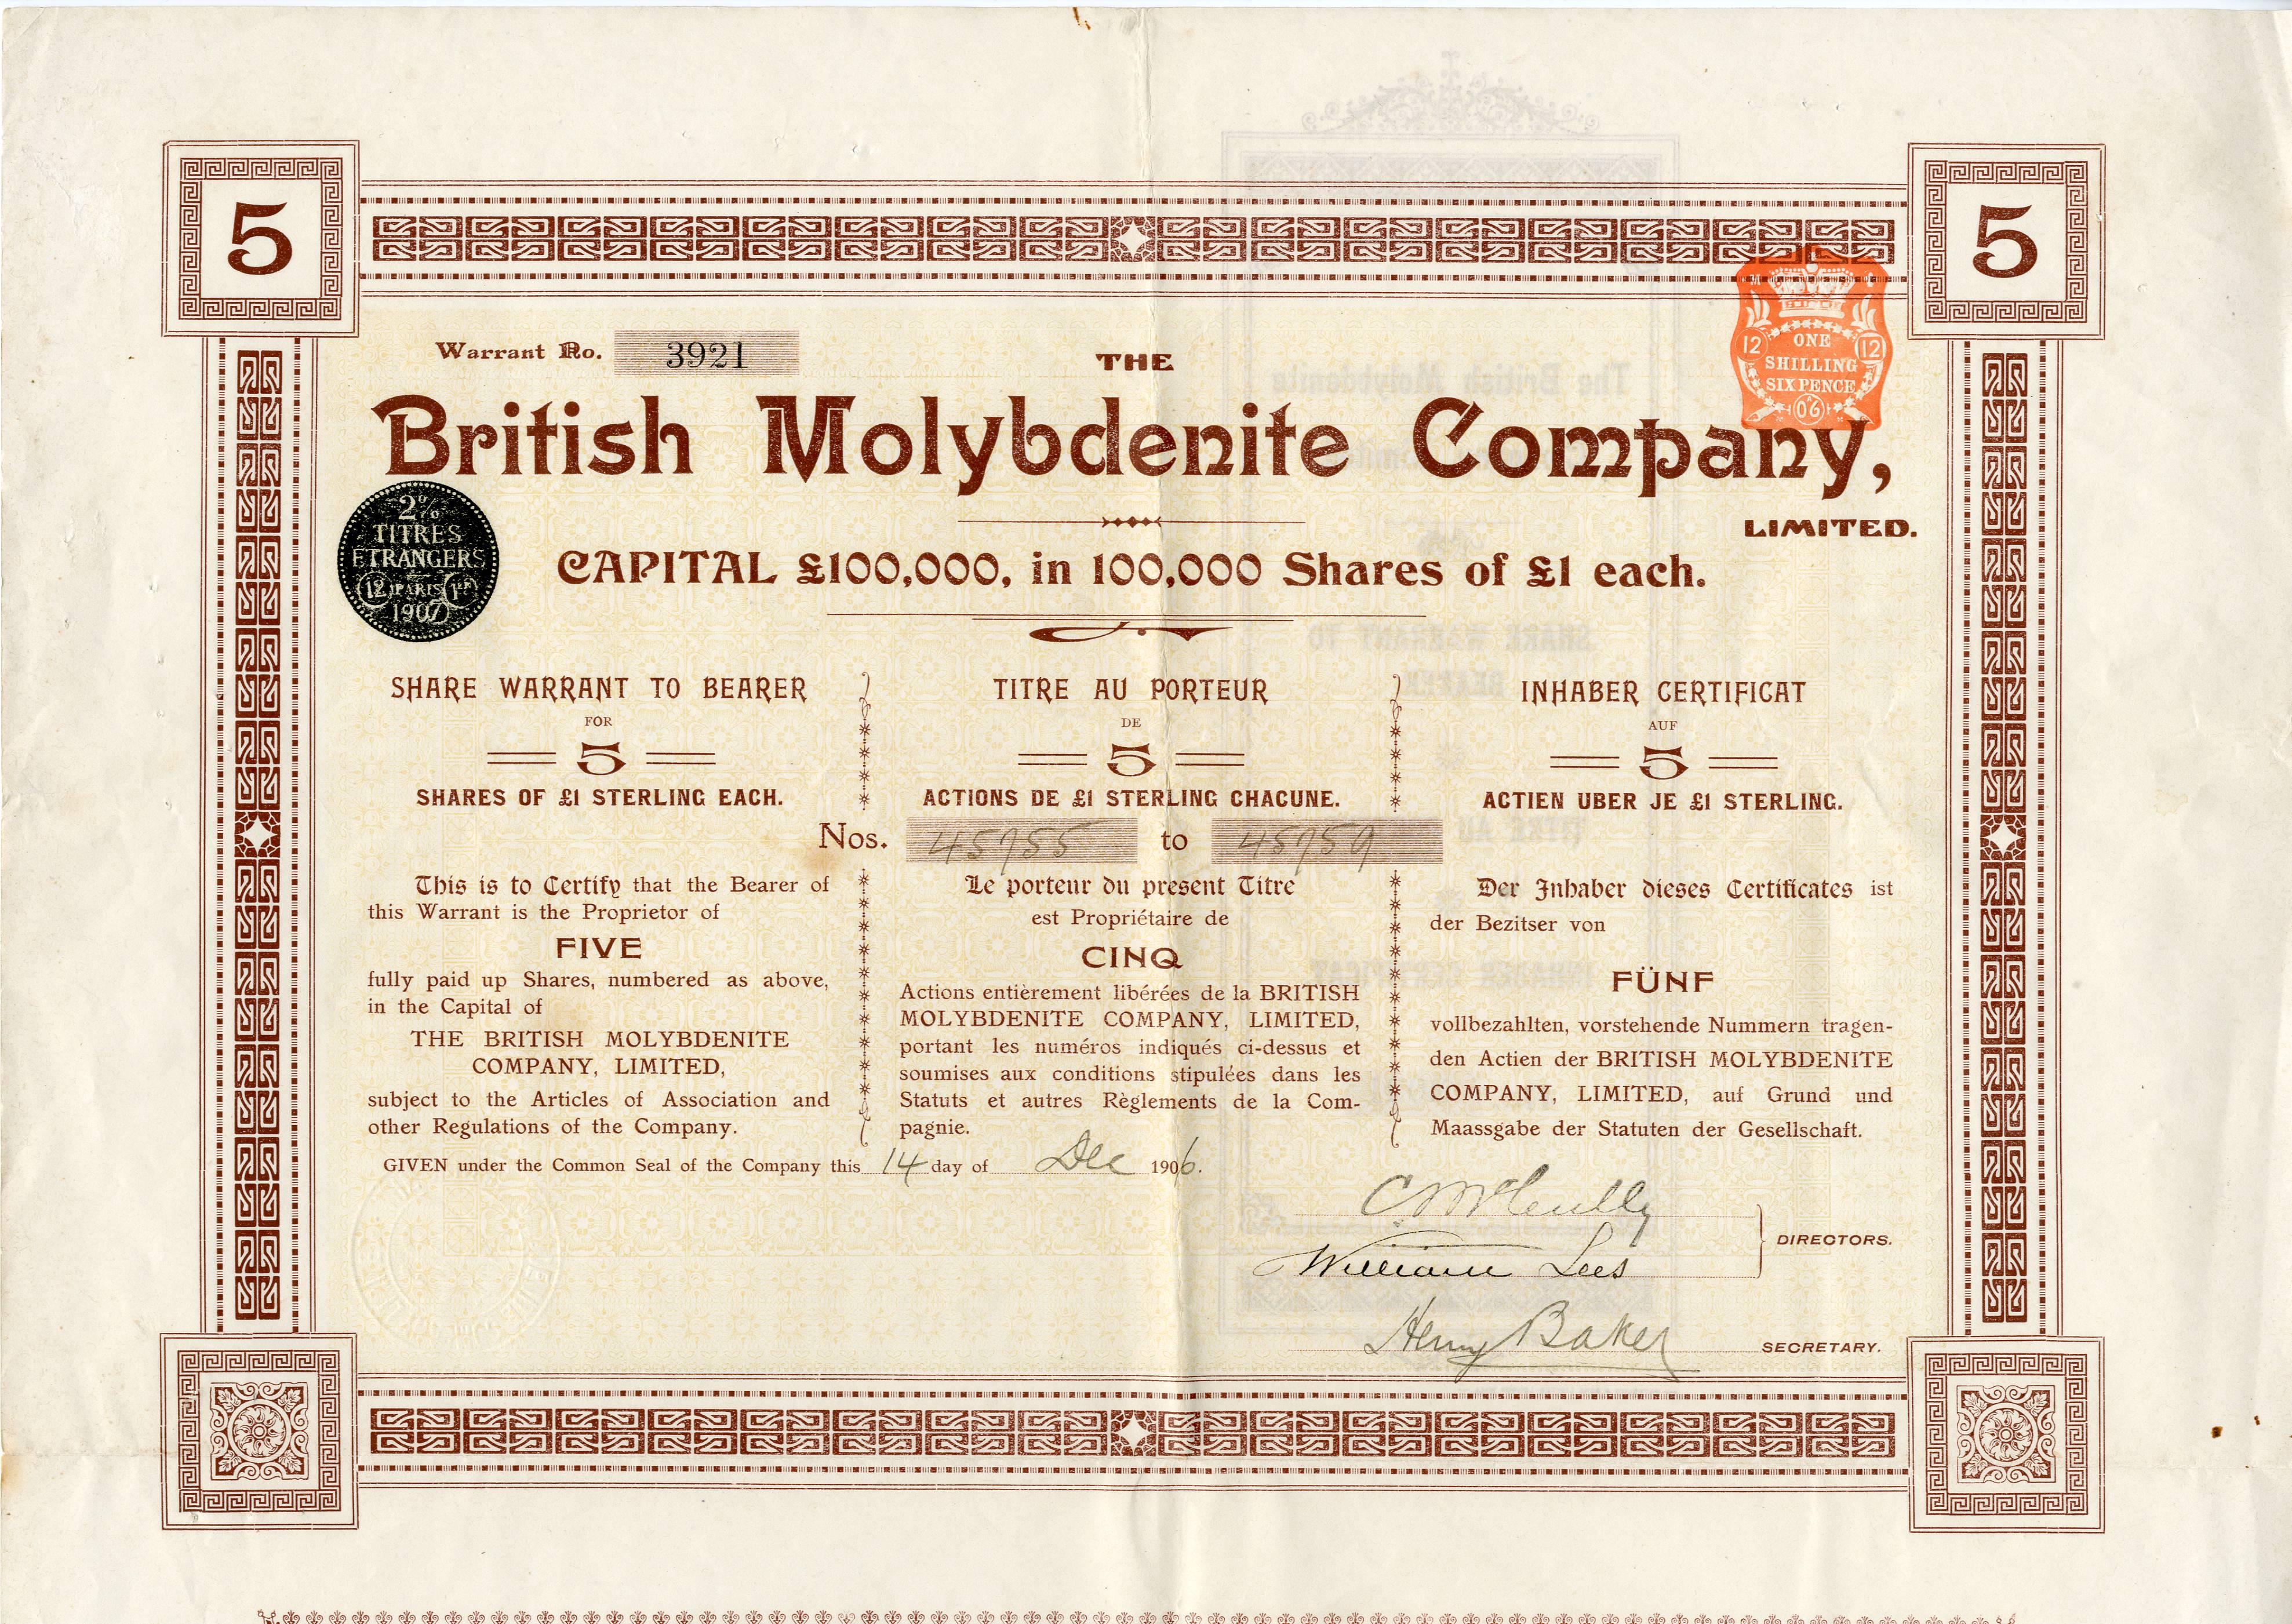 5
5
Warrant No. 3921
THE
British Molybdenite Company,
LIMITED.
ONE
12 12
SHILLING
SIX PENCE
06
2%
TITRES
ETRANGERS
12 PARIS
1907
CAPITAL £100,000, in 100,000 Shares of £1 each.
SHARE WARRANT TO BEARER
FOR
5
SHARES OF £1 STERLING EACH.
TITRE AU PORTEUR
DE
5
ACTIONS DE £1 STERLING CHACUNE.
INHABER CERTIFICAT
AUF
5
ACTIEN UBER JE £1 STERLING.
Nos. 45755 to 45759
This is to Certify that the Bearer of
this Warrant is the Proprietor of
FIVE
fully paid up Shares, numbered as above,
in the Capital of
THE BRITISH MOLYBDENITE
COMPANY, LIMITED,
subject to the Articles of Association and
other Regulations of the Company.
Le porteur du present Titre
est Propriétaire de
CINQ
Actions entièrement libérées de la BRITISH
MOLYBDENITE COMPANY, LIMITED,
portant les numéros indiqués ci-dessus et
soumises aux conditions stipulées dans les
Statuts et autres Règlements de la Com-
pagnie.
Der Inhaber dieses Certificates ist
der Bezitser von
FÜNF
vollbezahlten, vorstehende Nummern tragen-
den Actien der BRITISH MOLYBDENITE
COMPANY, LIMITED, auf Grund und
Maassgabe der Statuten der Gesellschaft.
GIVEN under the Common Seal of the Company this 14 day of Dec 1906.
William Lees
DIRECTORS.
Henry Baker
SECRETARY.